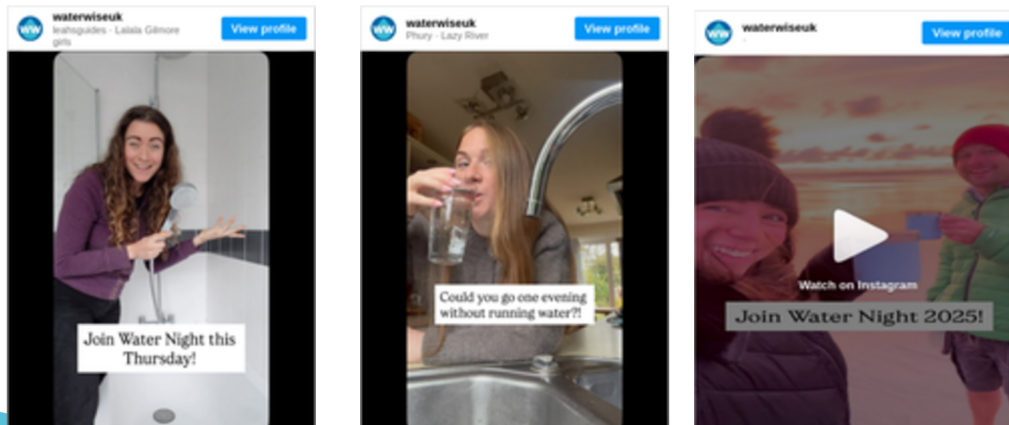 waterwiseuk
leahsguides · Lalala Gilmore
girls
View profile
Join Water Night this
Thursday!
waterwiseuk
Phury · Lazy River
View profile
Could you go one evening
without running water?!
waterwiseuk
View profile
Watch on Instagram
Join Water Night 2025!